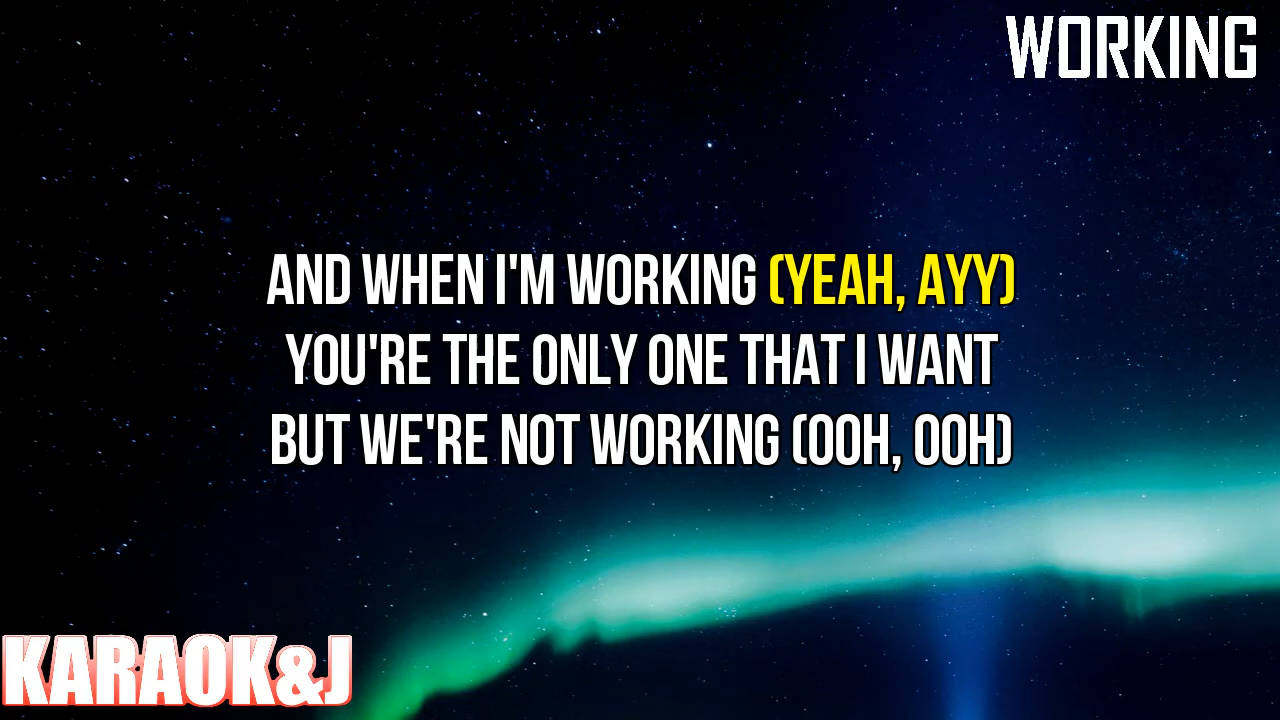 WORKING
AND WHEN I'M WORKING (YEAH, AYY)
YOU'RE THE ONLY ONE THAT I WANT
BUT WE'RE NOT WORKING (OOH, OOH)
KARAOK&J